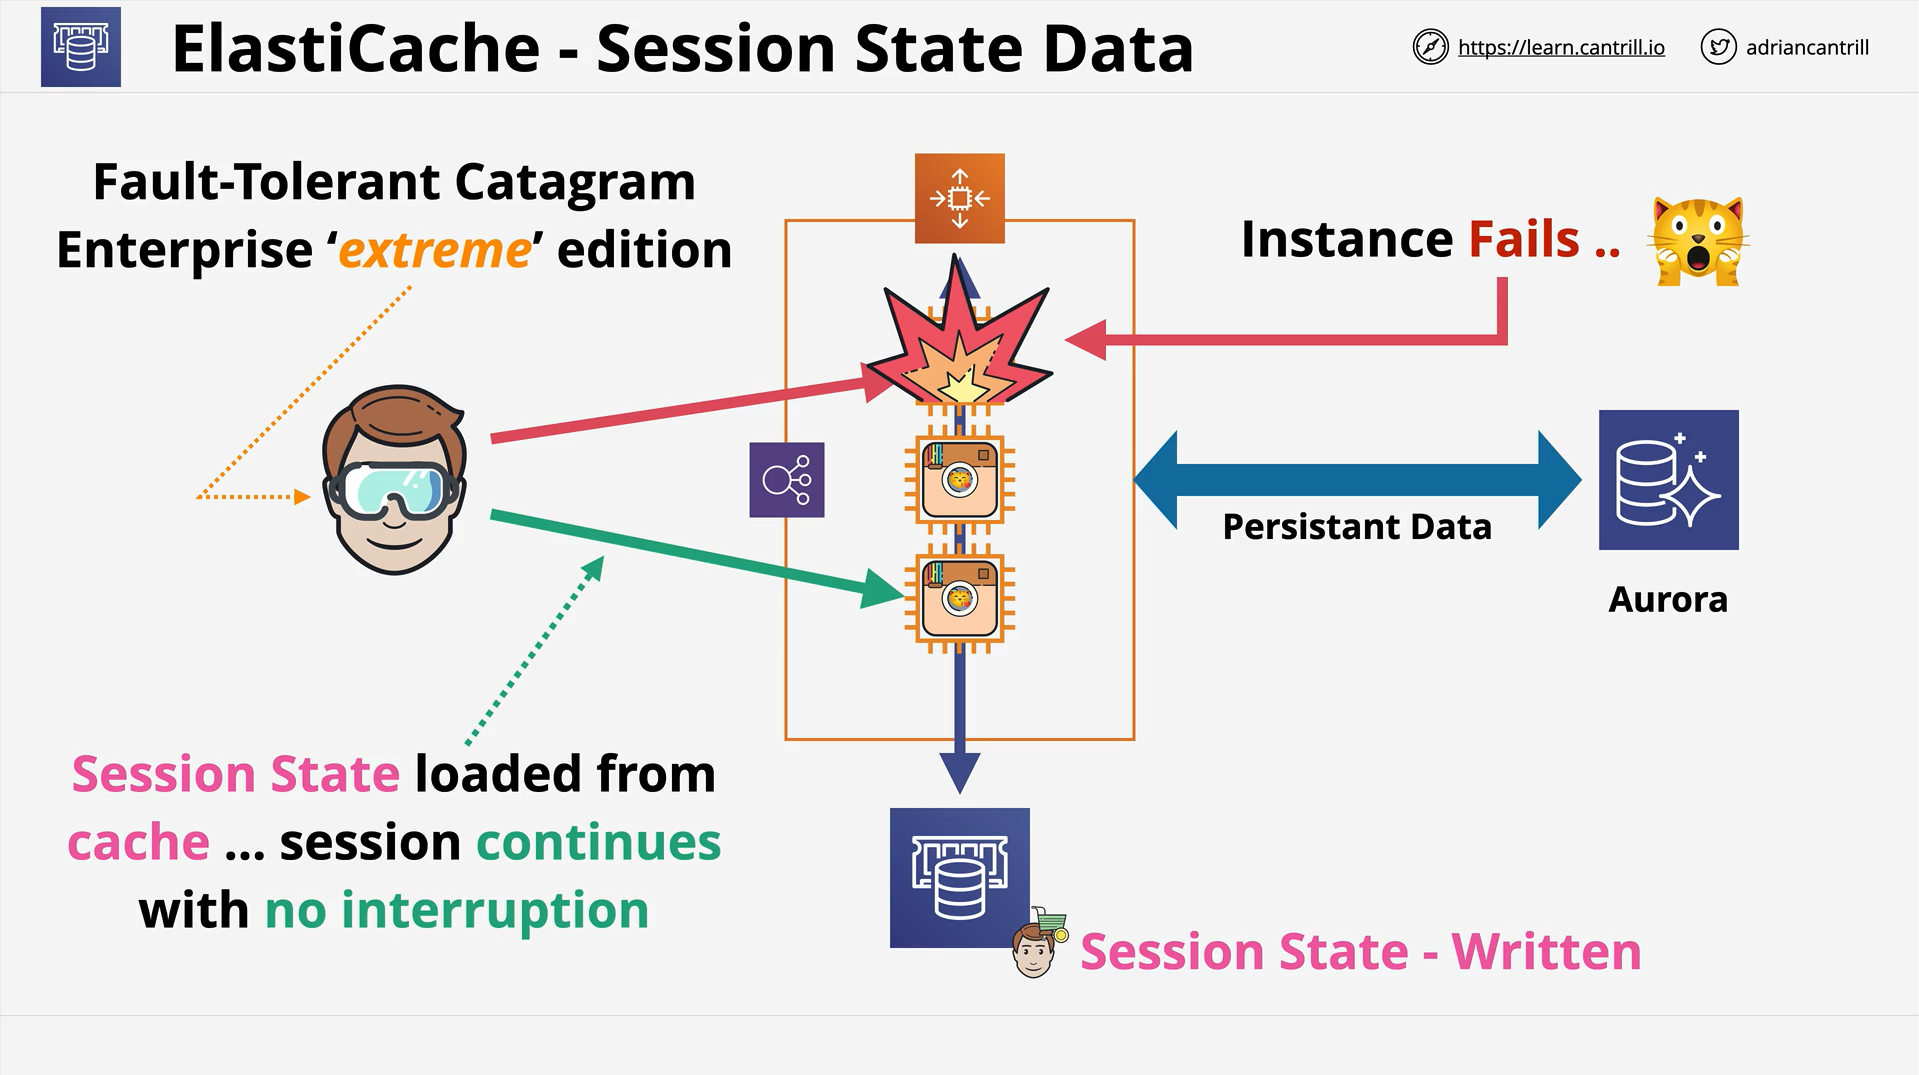 ElastiCache - Session State Data
https://learn.cantrill.io
adriancantrill
Fault-Tolerant Catagram
Enterprise ‘extreme’ edition
Instance Fails ..
Persistant Data
Aurora
Session State loaded from
cache ... session continues
with no interruption
Session State - Written